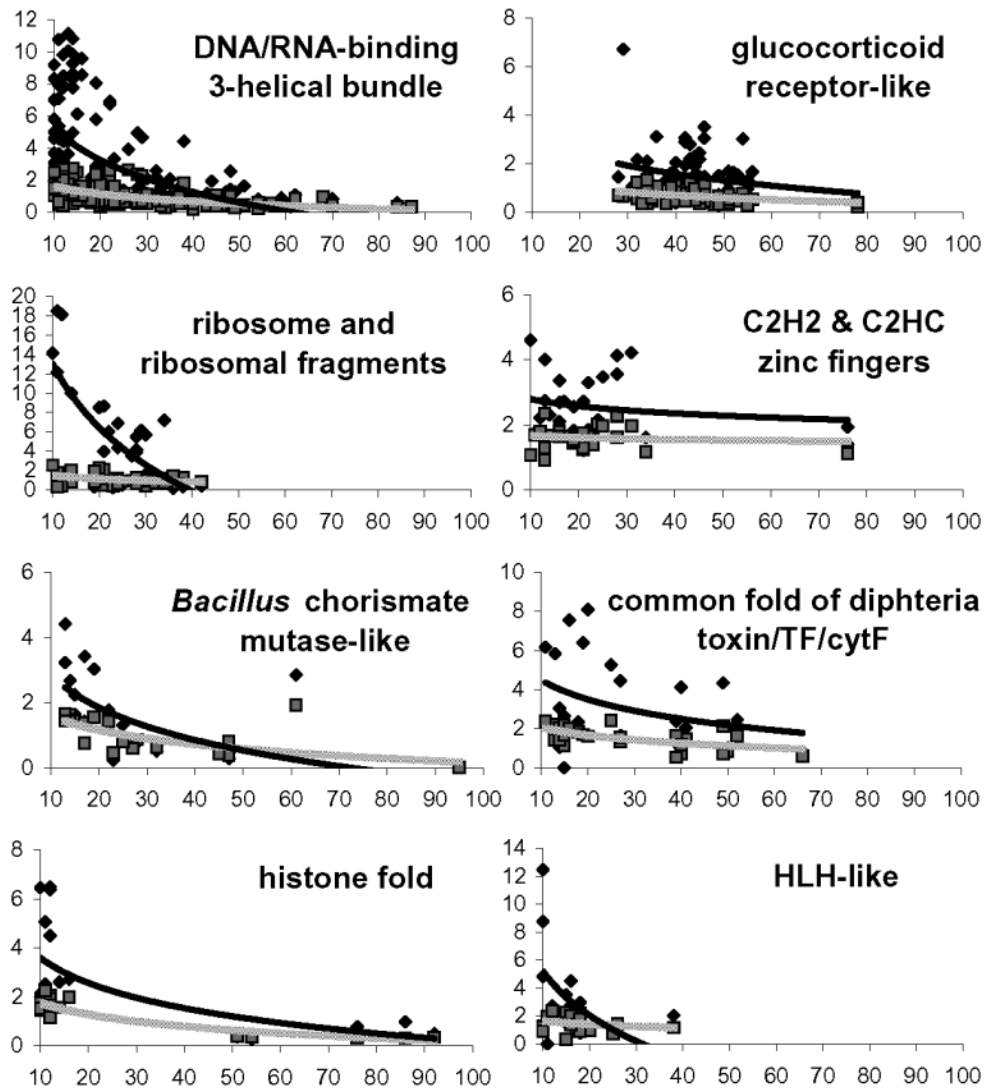 DNA/RNA-binding
3-helical bundle
12
10
8
6
4
2
0
10 20 30 40 50 60 70 80 90 100
glucocorticoid
receptor-like
8
6
4
2
0
10 20 30 40 50 60 70 80 90 100
ribosome and
ribosomal fragments
20
18
16
14
12
10
8
6
4
2
0
10 20 30 40 50 60 70 80 90 100
C2H2 & C2HC
zinc fingers
6
4
2
0
10 20 30 40 50 60 70 80 90 100
Bacillus chorismate
mutase-like
6
4
2
0
10 20 30 40 50 60 70 80 90 100
common fold of diphteria
toxin/TF/cytF
10
8
6
4
2
0
10 20 30 40 50 60 70 80 90 100
histone fold
8
6
4
2
0
10 20 30 40 50 60 70 80 90 100
HLH-like
14
12
10
8
6
4
2
0
10 20 30 40 50 60 70 80 90 100